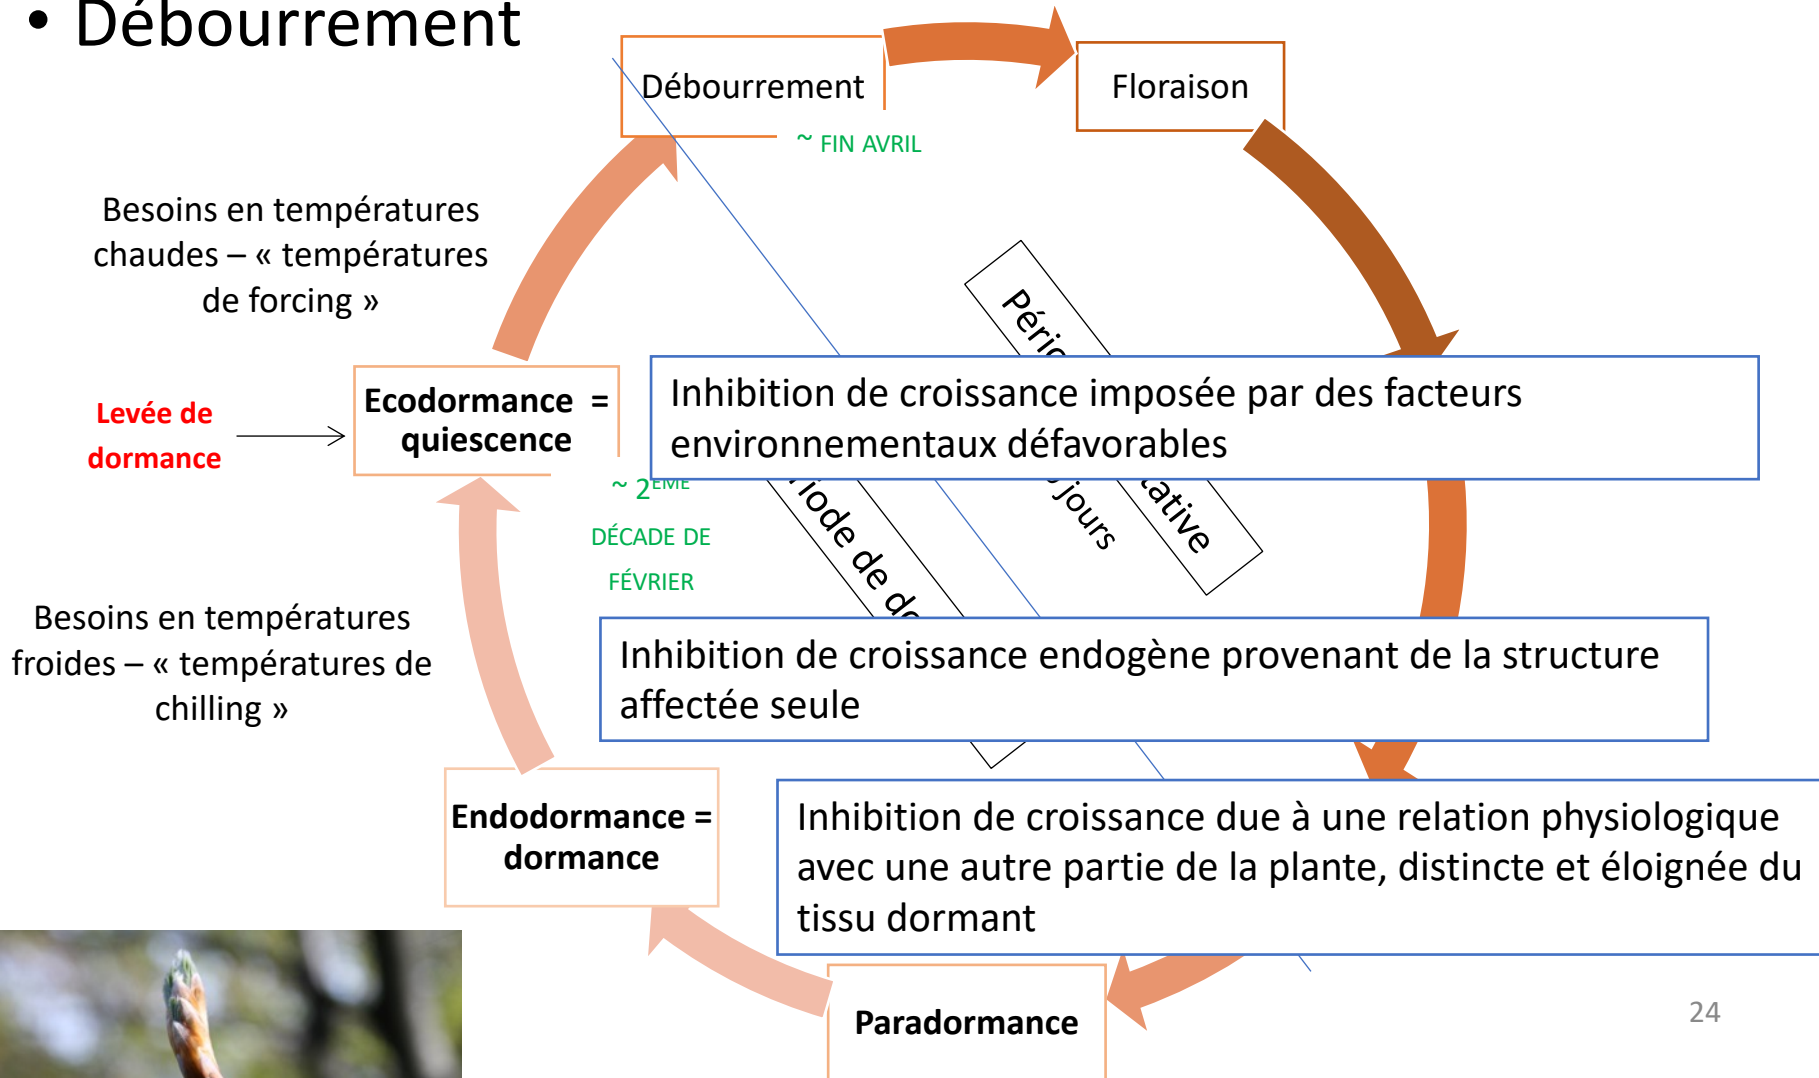 • Débourrement
Débourrement
Floraison
~ FIN AVRIL
Besoins en températures
chaudes – « températures
de forcing »
Levée de
dormance
Ecodormance =
quiescence
Inhibition de croissance imposée par des facteurs
environnementaux défavorables
~ 2EME
DÉCADE DE
FÉVRIER
jours
de
Besoins en températures
froides – « températures de
chilling »
Inhibition de croissance endogène provenant de la structure
affectée seule
Endodormance =
dormance
Inhibition de croissance due à une relation physiologique
avec une autre partie de la plante, distincte et éloignée du
tissu dormant
Paradormance
24